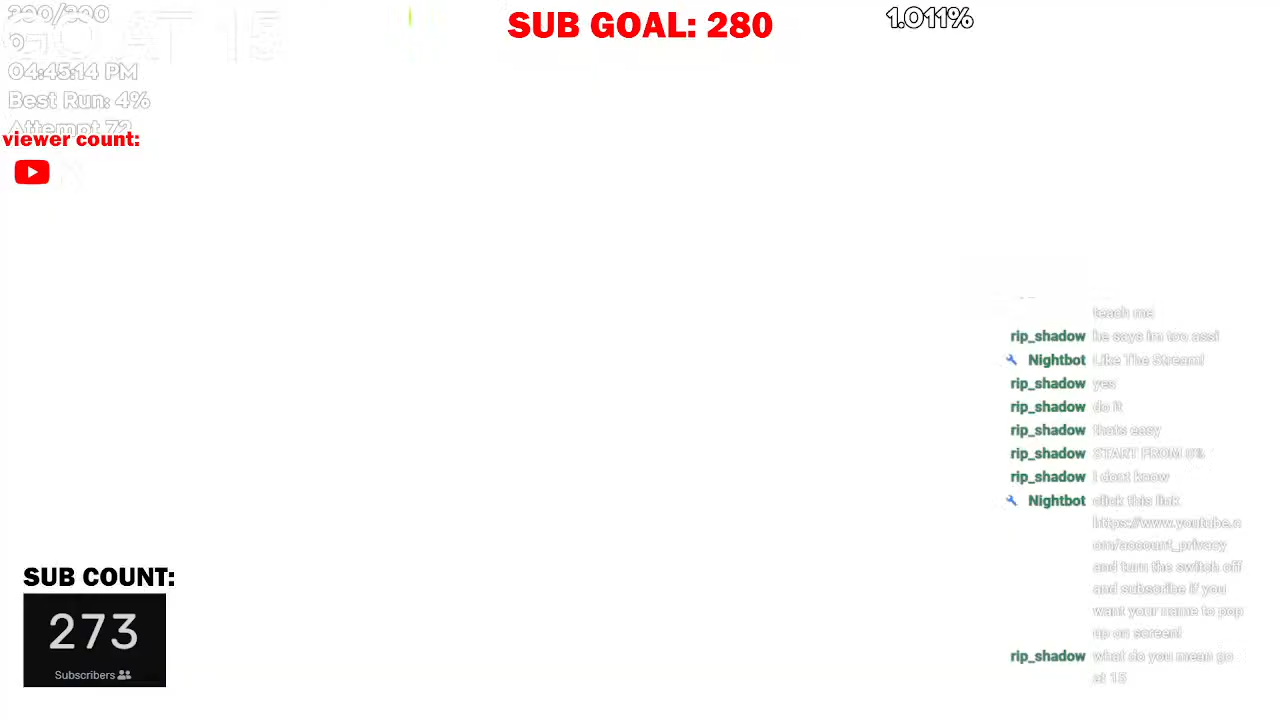 SUB GOAL: 280
1.011%
04:45:14 PM
Best Run: 4%
Attempt 72
viewer count:
teach me
rip_shadow he says im too ass!
Nightbot Like The Stream!
rip_shadow yes
rip_shadow do it
rip_shadow thats easy
rip_shadow START FROM 0%
rip_shadow I dont know
Nightbot click this link
https://www.youtube.c
om/account_privacy
and turn the switch off
and subscribe if you
want your name to pop
up on screen!
rip_shadow what do you mean go
at 15
SUB COUNT:
273
Subscribers